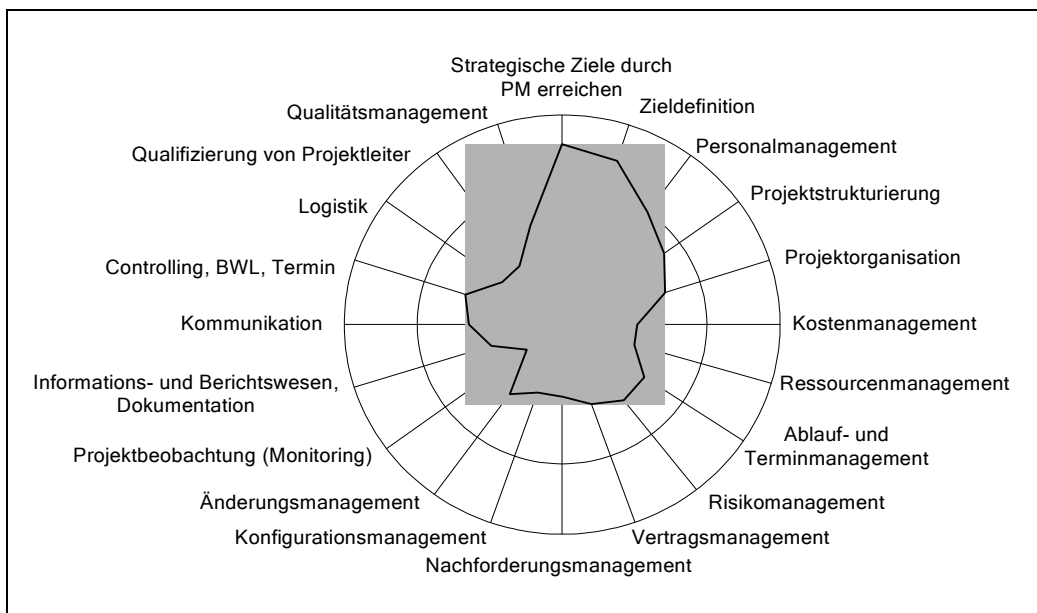 Strategische Ziele durch
PM erreichen
Zieldefinition
Personalmanagement
Projektstrukturierung
Projektorganisation
Kostenmanagement
Ressourcenmanagement
Ablauf- und
Terminmanagement
Risikomanagement
Vertragsmanagement
Nachforderungsmanagement
Konfigurationsmanagement
Änderungsmanagement
Projektbeobachtung (Monitoring)
Informations- und Berichtswesen,
Dokumentation
Kommunikation
Controlling, BWL, Termin
Logistik
Qualifizierung von Projektleiter
Qualitätsmanagement